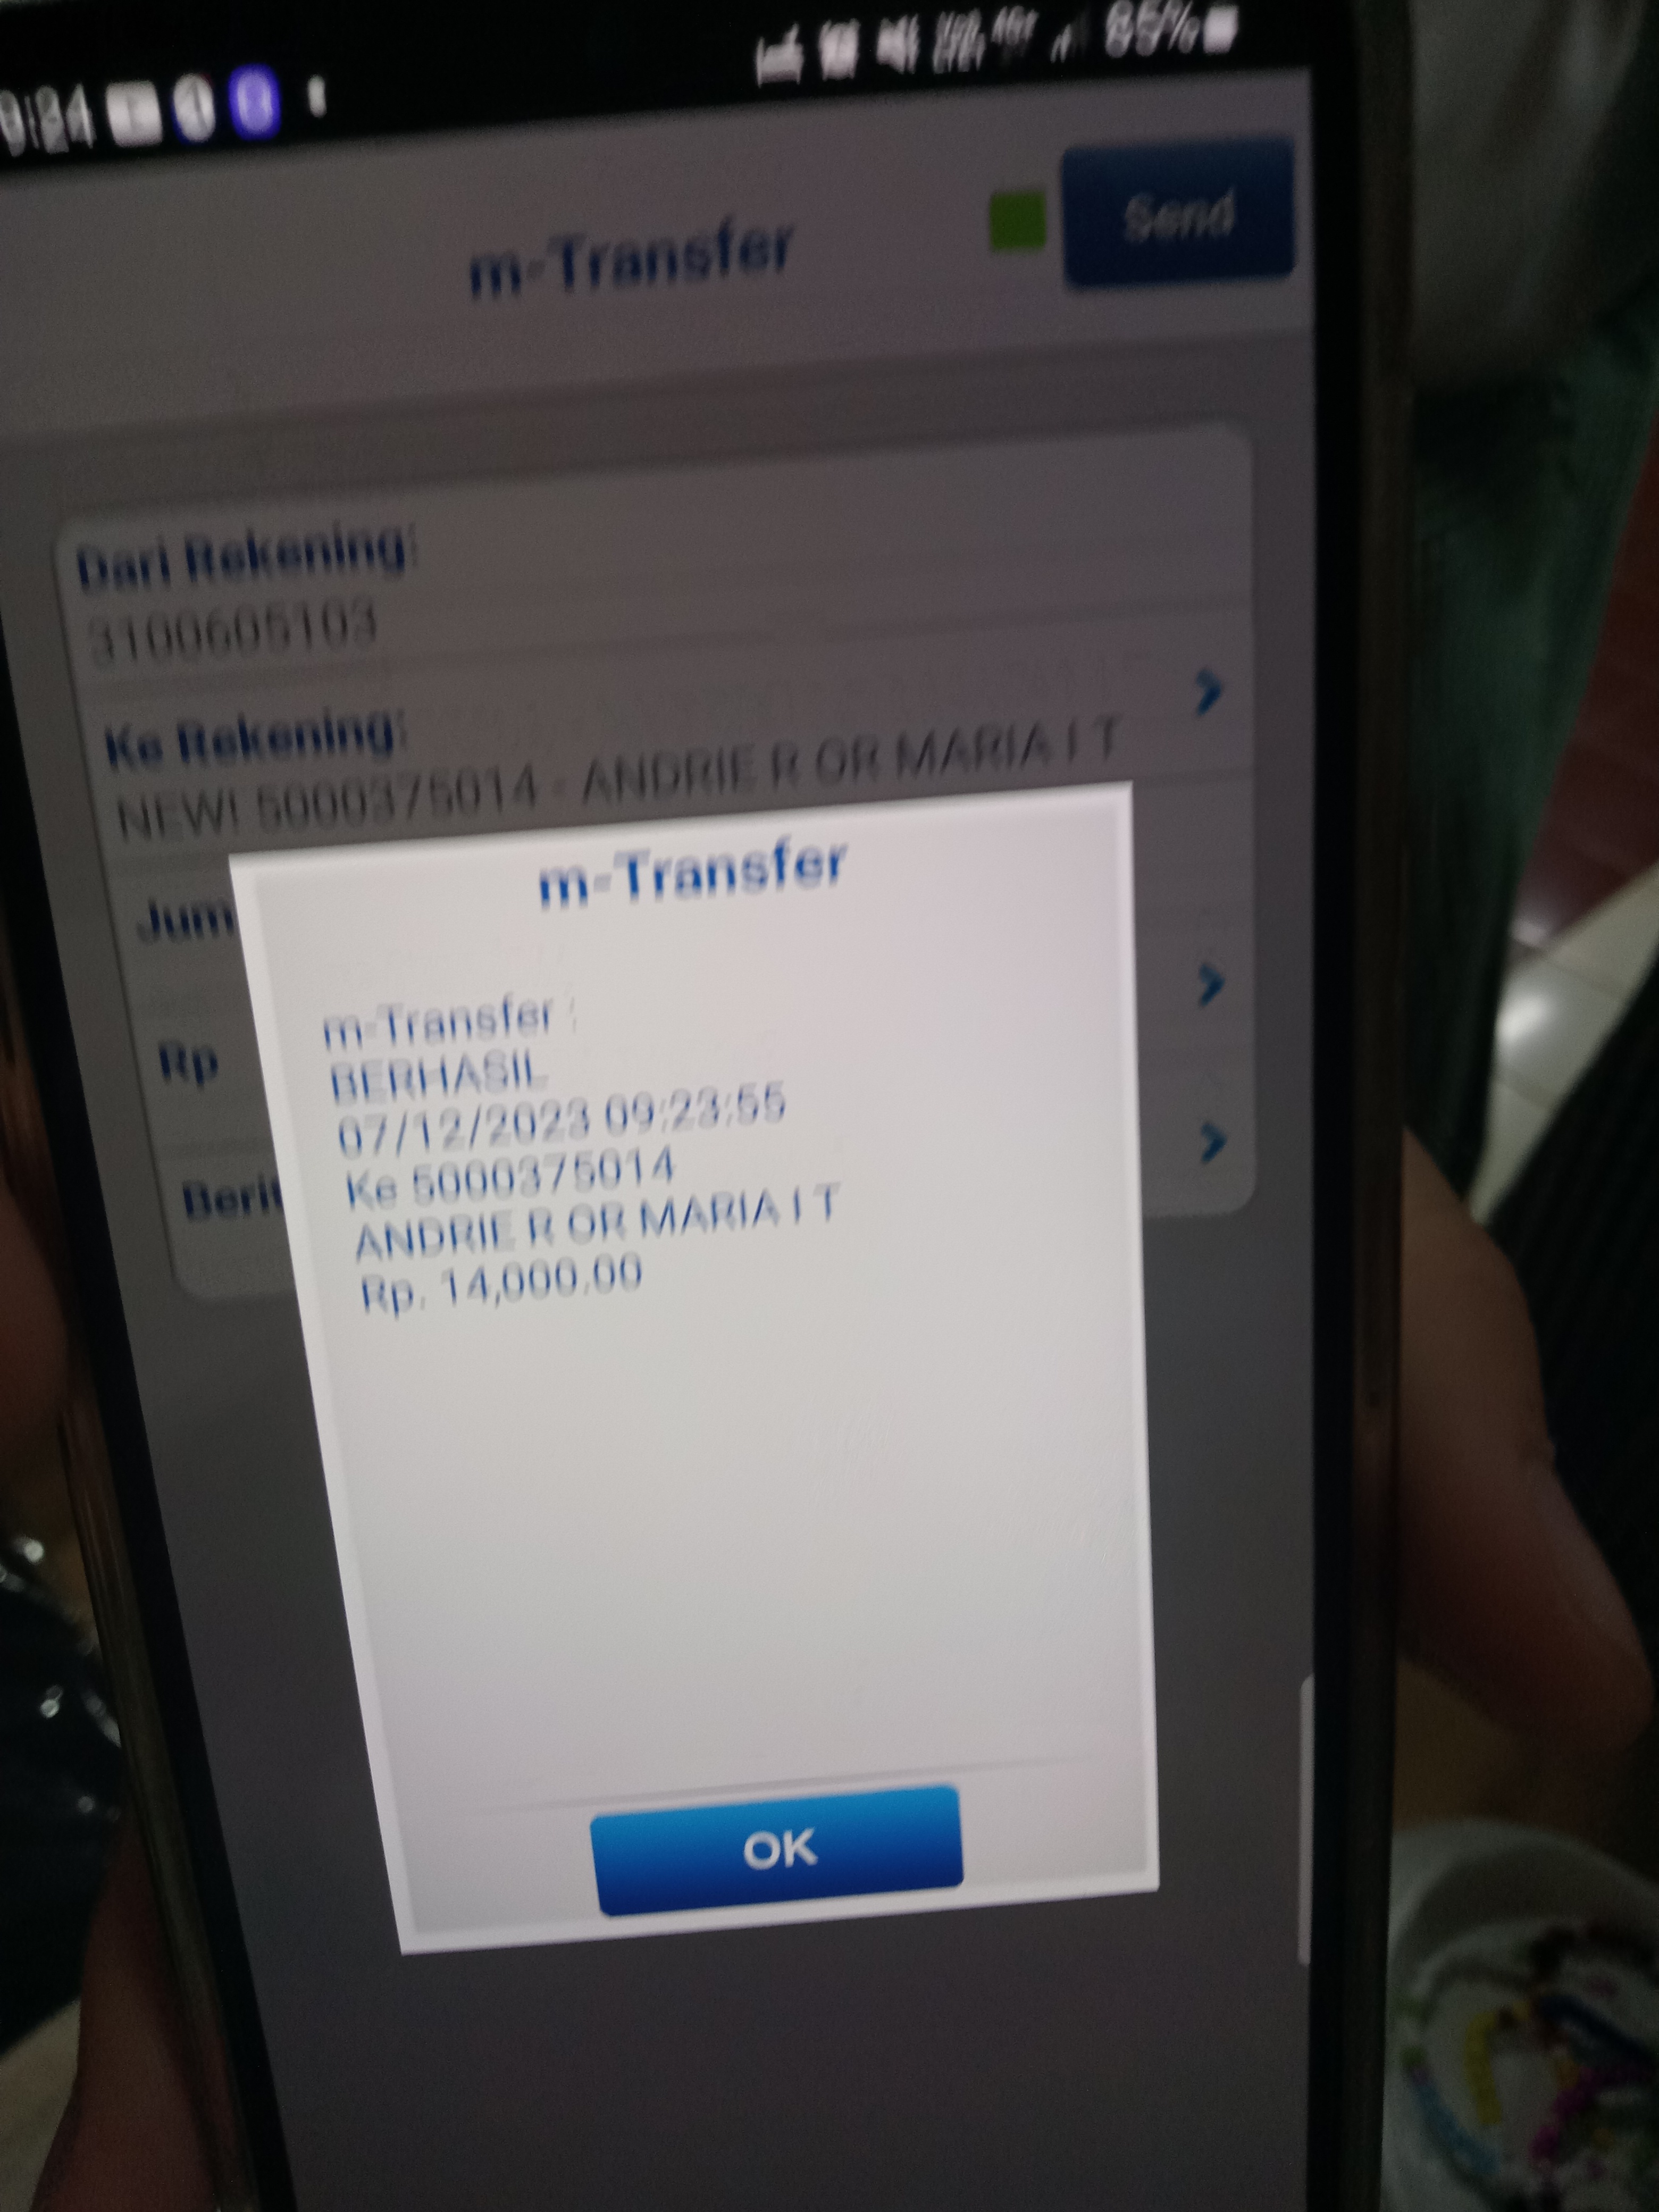 9:24
85%
m-Transfer
Send
Dari Rekening:
3100605103
Ke Rekening:
NEW! 5000375014 - ANDRIE R OR MARIA I T
Jum
Rp
Beri
m-Transfer
m-Transfer :
BERHASIL
07/12/2023 09:23:55
Ke 5000375014
ANDRIE R OR MARIA I T
Rp. 14,000.00
OK